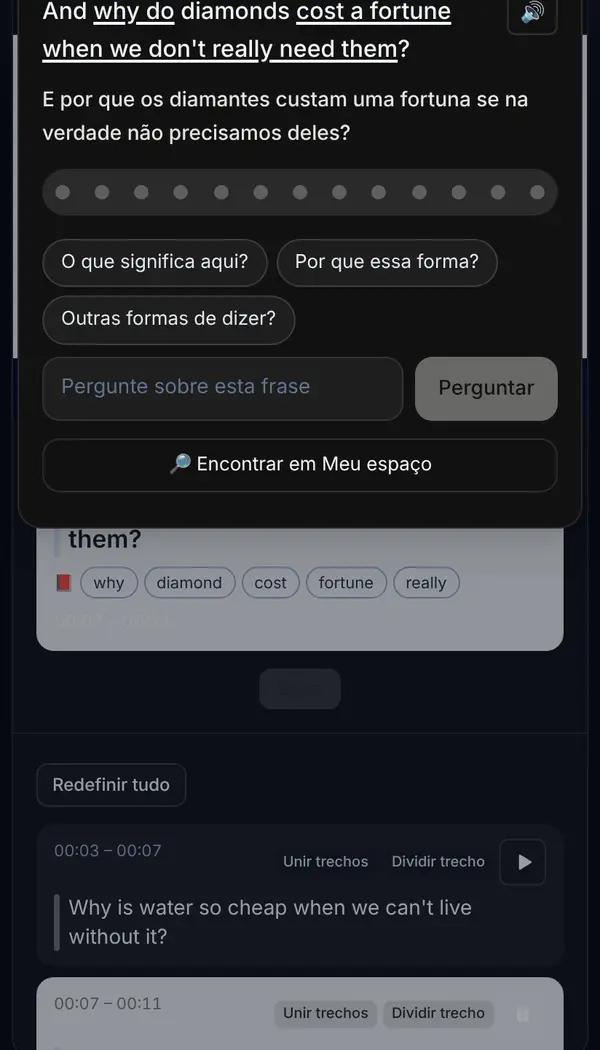 And why do diamonds cost a fortune
when we don't really need them?
E por que os diamantes custam uma fortuna se na
verdade não precisamos deles?
O que significa aqui?
Por que essa forma?
Outras formas de dizer?
Pergunte sobre esta frase
Perguntar
🔎 Encontrar em Meu espaço
them?
why
diamond
cost
fortune
really
Redefinir tudo
00:03 – 00:07
Unir trechos
Dividir trecho
Why is water so cheap when we can't live
without it?
00:07 – 00:11
Unir trechos
Dividir trecho